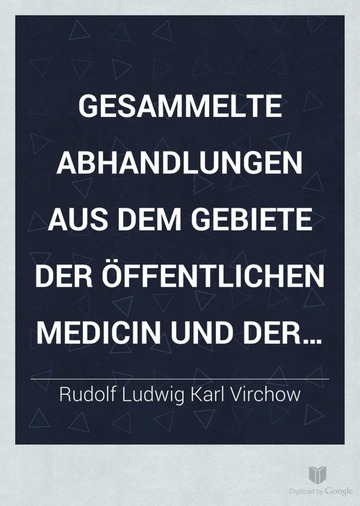 GESAMMELTE
ABHANDLUNGEN
AUS DEM GEBIETE
DER ÖFFENTLICHEN
MEDICIN UND DER...
Rudolf Ludwig Karl Virchow
Digitized by Google